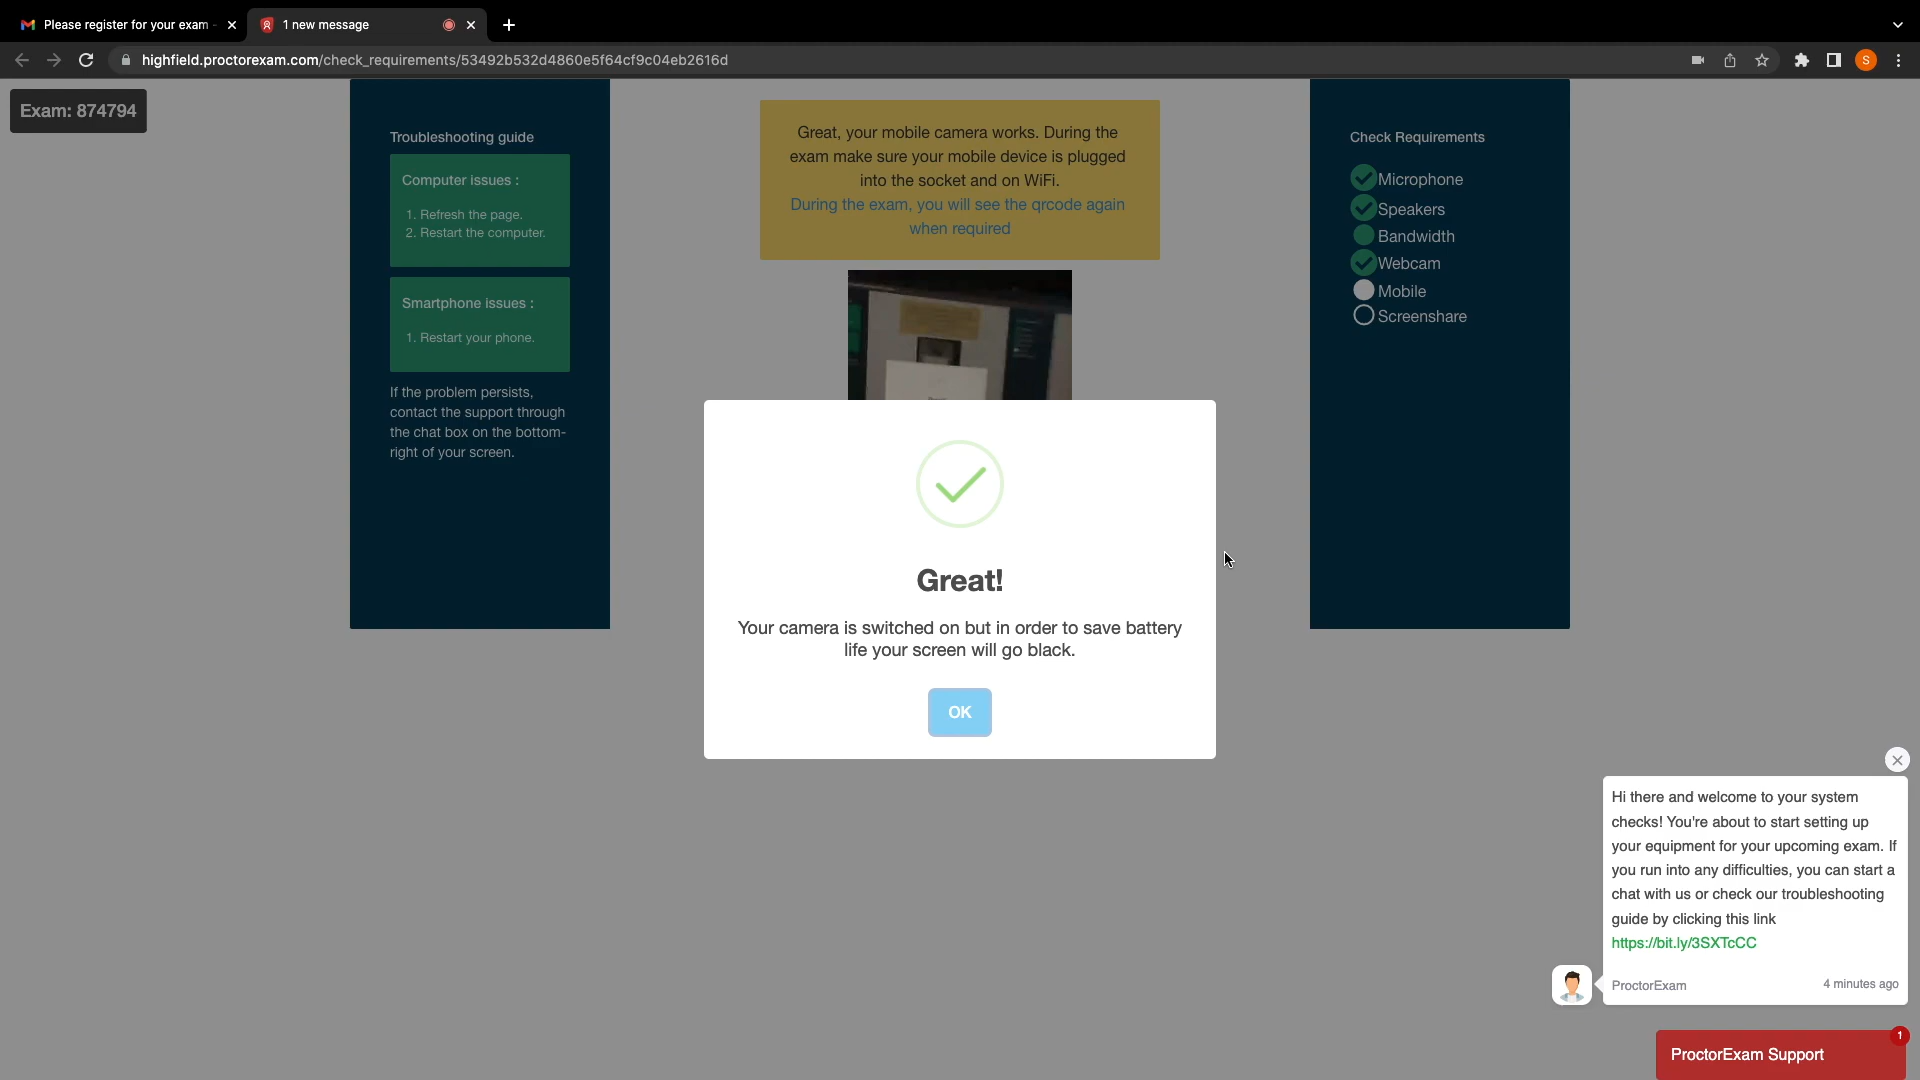 Please register for your exam -
1 new message
highfield.proctorexam.com/check_requirements/53492b532d4860e5f64cf9c04eb2616d
S
Exam: 874794
Troubleshooting guide
Computer issues :
1. Refresh the page.
2. Restart the computer.
Smartphone issues :
1. Restart your phone.
If the problem persists,
contact the support through
the chat box on the bottom-
right of your screen.
Great, your mobile camera works. During the
exam make sure your mobile device is plugged
into the socket and on WiFi.
During the exam, you will see the qrcode again
when required
Check Requirements
Microphone
Speakers
Bandwidth
Webcam
Mobile
Screenshare
Great!
Your camera is switched on but in order to save battery
life your screen will go black.
OK
Hi there and welcome to your system
checks! You're about to start setting up
your equipment for your upcoming exam. If
you run into any difficulties, you can start a
chat with us or check our troubleshooting
guide by clicking this link
https://bit.ly/3SXTcCC
ProctorExam
4 minutes ago
1
ProctorExam Support